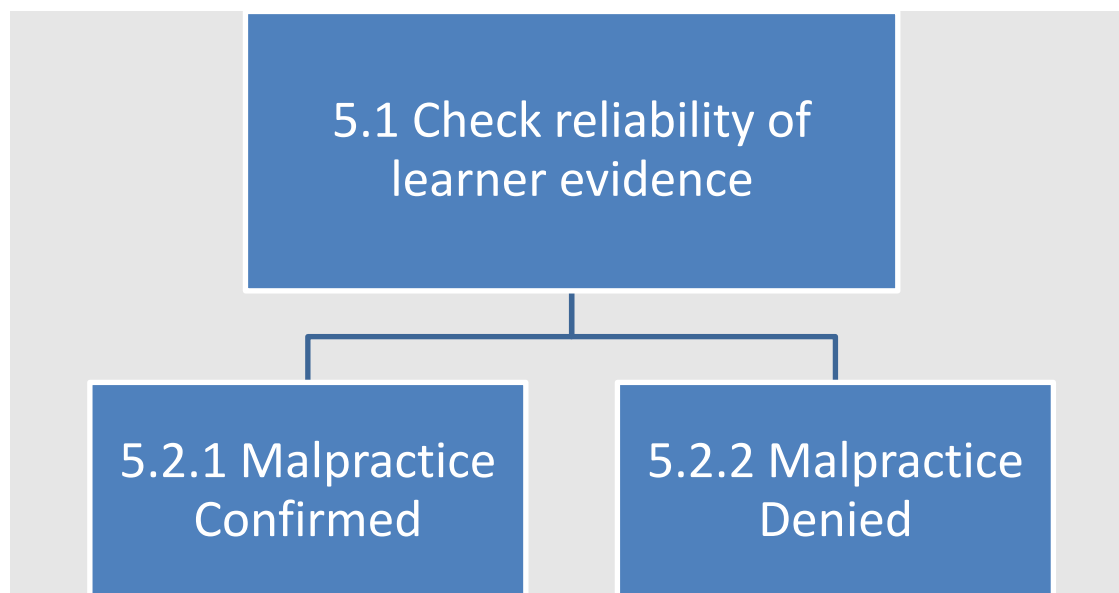 5.1 Check reliability of
learner evidence
5.2.1 Malpractice
Confirmed
5.2.2 Malpractice
Denied